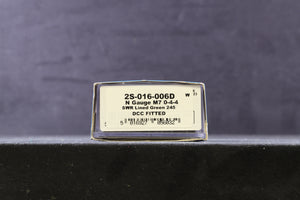 2S-016-006D
N Gauge M7 0-4-4
SWR Lined Green 245
DCC FITTED